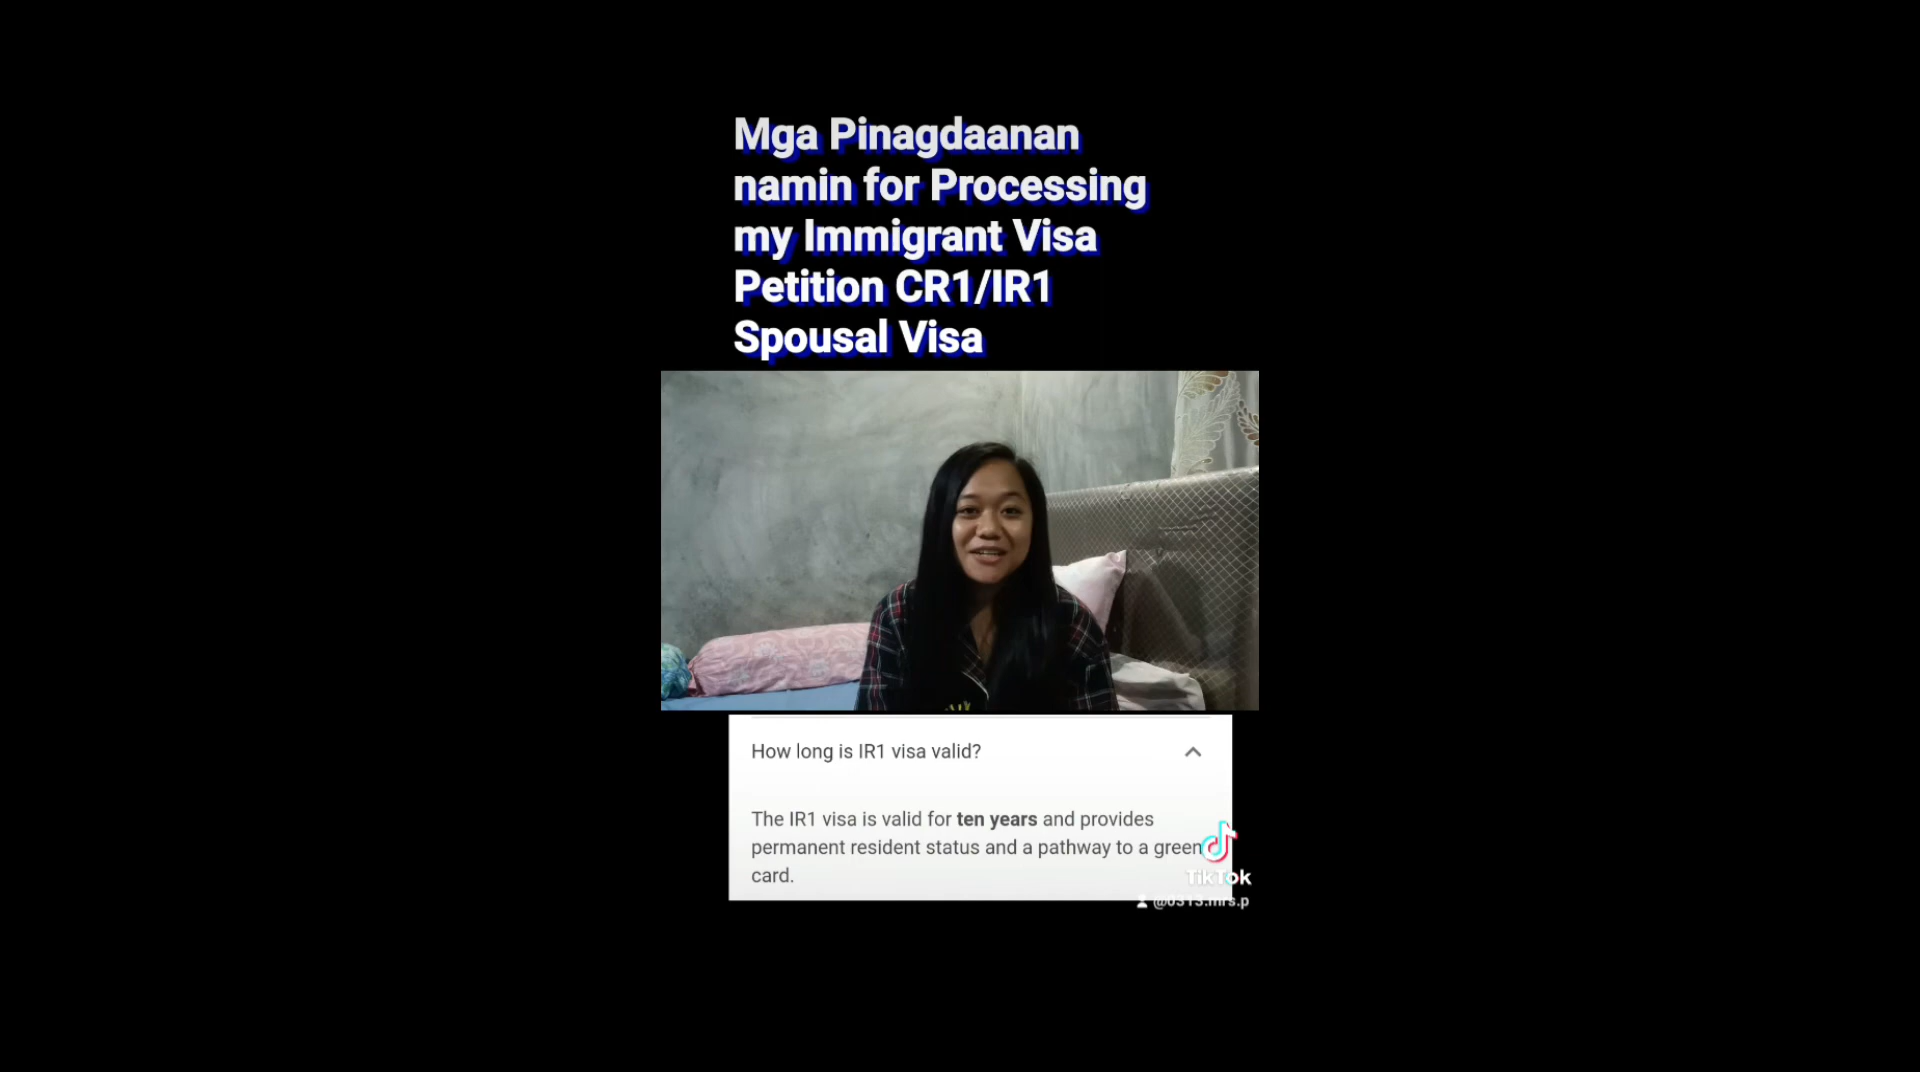 Mga Pinagdaanan
namin for Processing
my Immigrant Visa
Petition CR1/IR1
Spousal Visa
How long is IR1 visa valid?
The IR1 visa is valid for ten years and provides
permanent resident status and a pathway to a green
card.
TikTok
@0313.mrs.p